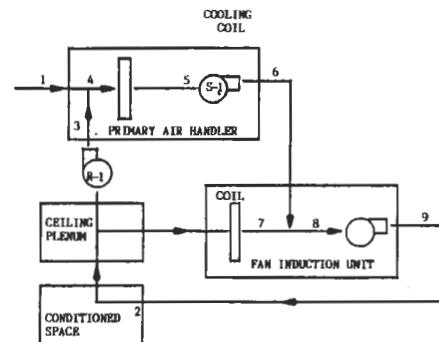 COOLING
COIL
1
4
5
S-1
6
3
PRIMARY AIR HANDLER
R-1
CEILING
PLENUM
COIL
7
8
9
FAN INDUCTION UNIT
CONDITIONED
SPACE
2